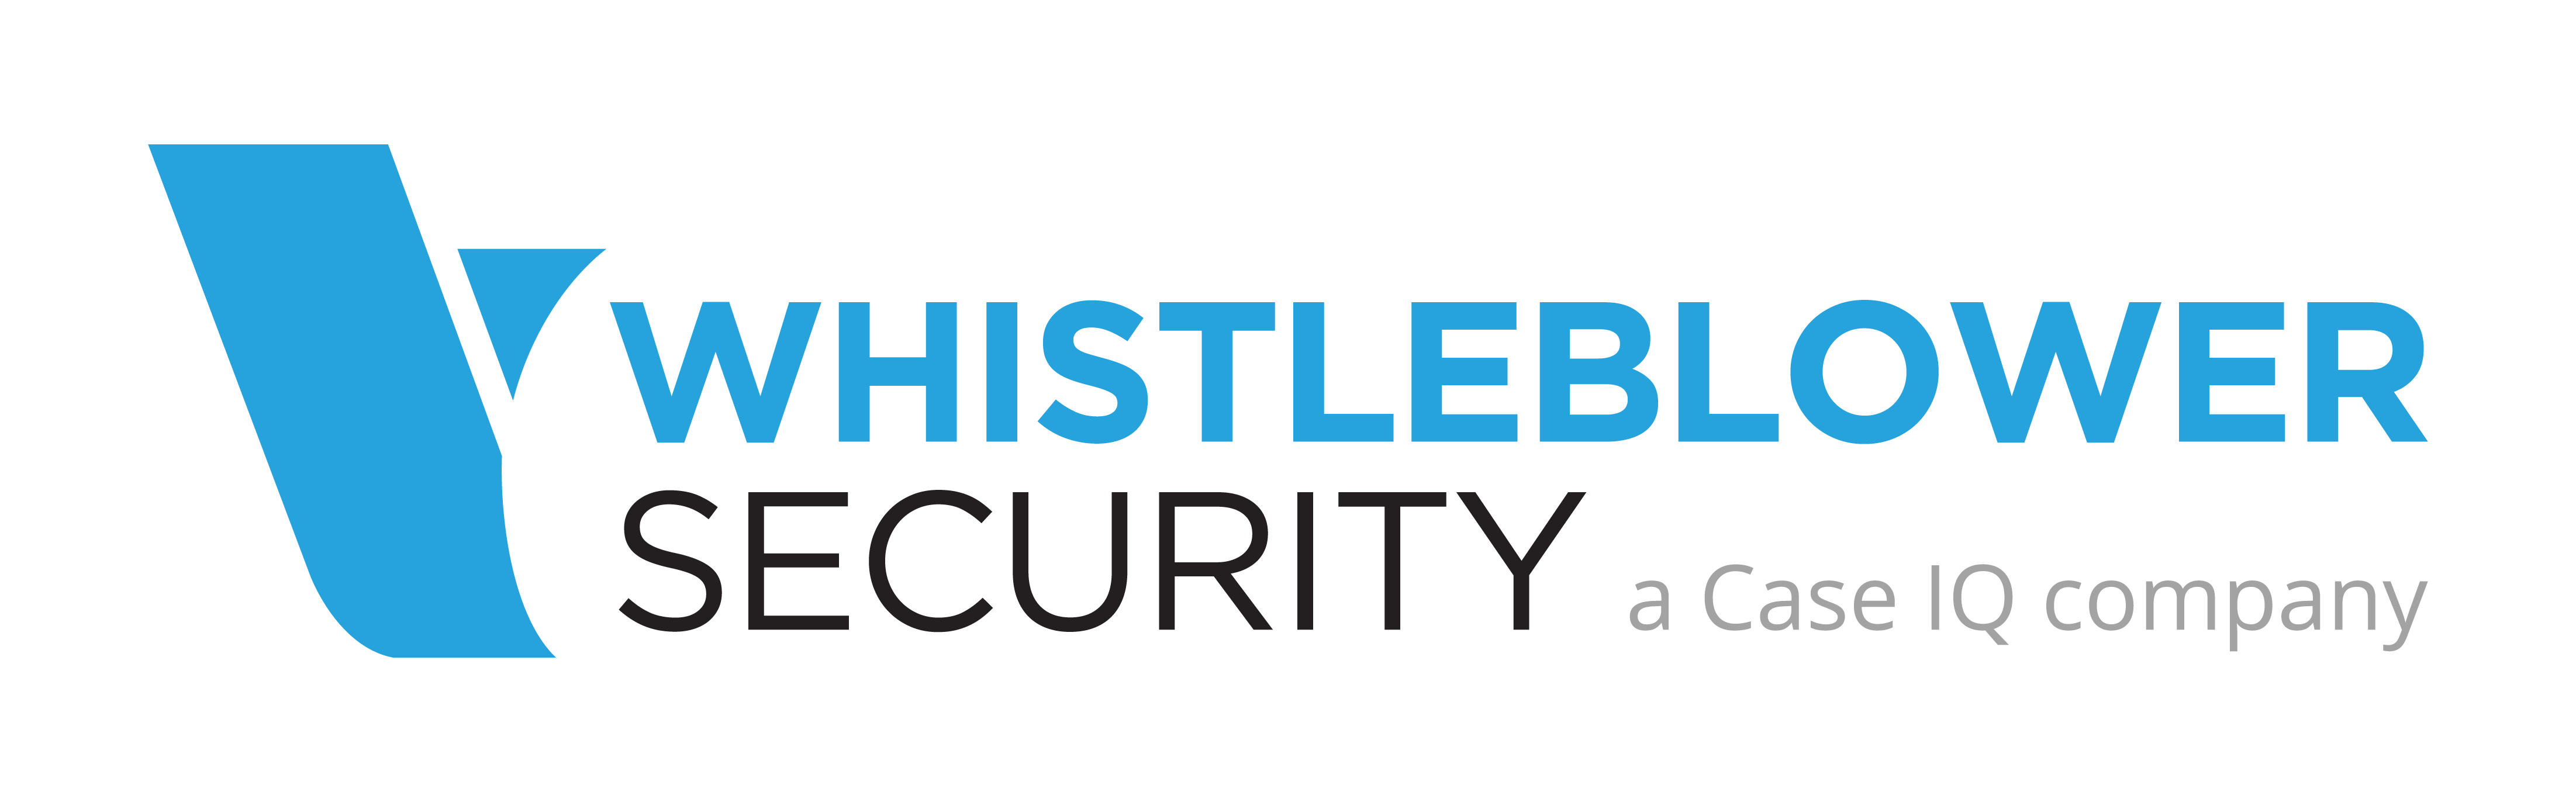 WHISTLEBLOWER
SECURITY a Case IQ company